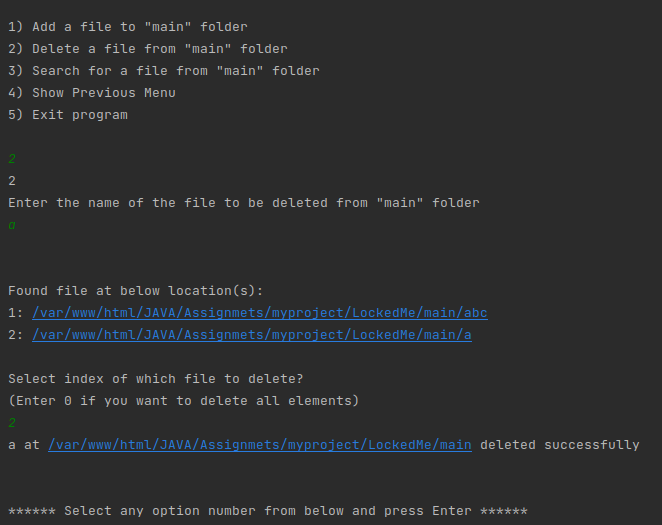 1) Add a file to "main" folder
2) Delete a file from "main" folder
3) Search for a file from "main" folder
4) Show Previous Menu
5) Exit program
2
2
Enter the name of the file to be deleted from "main" folder
a
Found file at below location(s):
1: /var/www/html/JAVA/Assignmets/myproject/LockedMe/main/abc
2: /var/www/html/JAVA/Assignmets/myproject/LockedMe/main/a
Select index of which file to delete?
(Enter 0 if you want to delete all elements)
2
a at /var/www/html/JAVA/Assignmets/myproject/LockedMe/main deleted successfully
****** Select any option number from below and press Enter ******